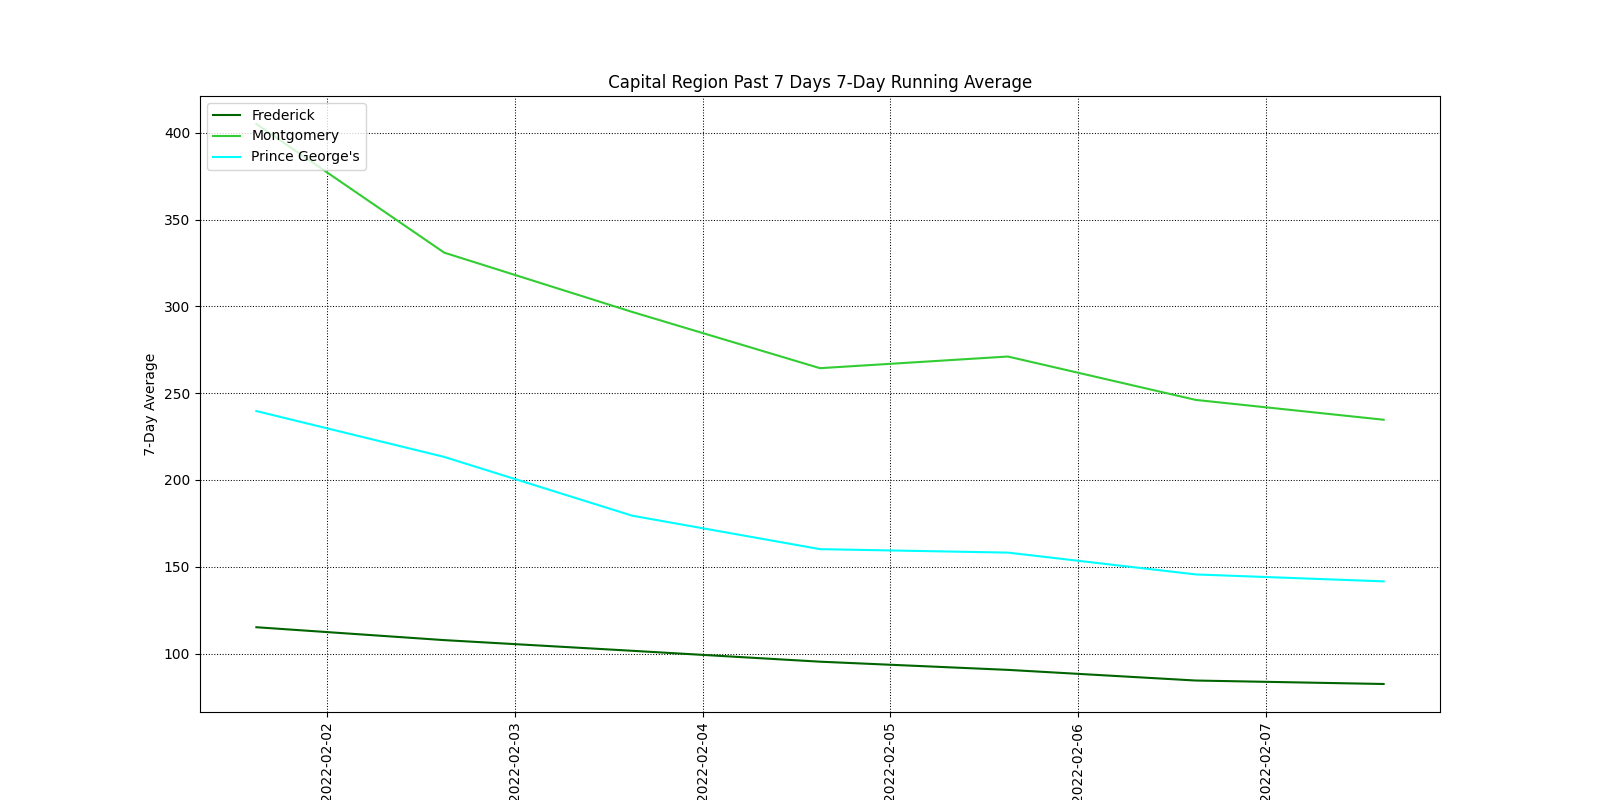 Capital Region Past 7 Days 7-Day Running Average
Frederick
Montgomery
Prince George's
400
350
300
250
200
150
100
7-Day Average
2022-02-02
2022-02-03
2022-02-04
2022-02-05
2022-02-06
2022-02-07